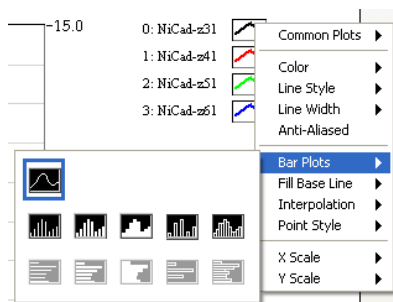 15.0
0: NiCad-z31
1: NiCad-z41
2: NiCad-z51
3: NiCad-z61
Common Plots
Color
Line Style
Line Width
Anti-Aliased
Bar Plots
Fill Base Line
Interpolation
Point Style
X Scale
Y Scale